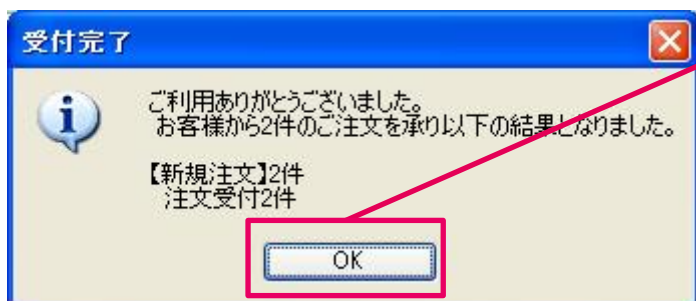 受付完了
ご利用ありがとうございました。
お客様から2件のご注文を承り以下の結果となりました。
【新規注文】2件
注文受付2件
OK